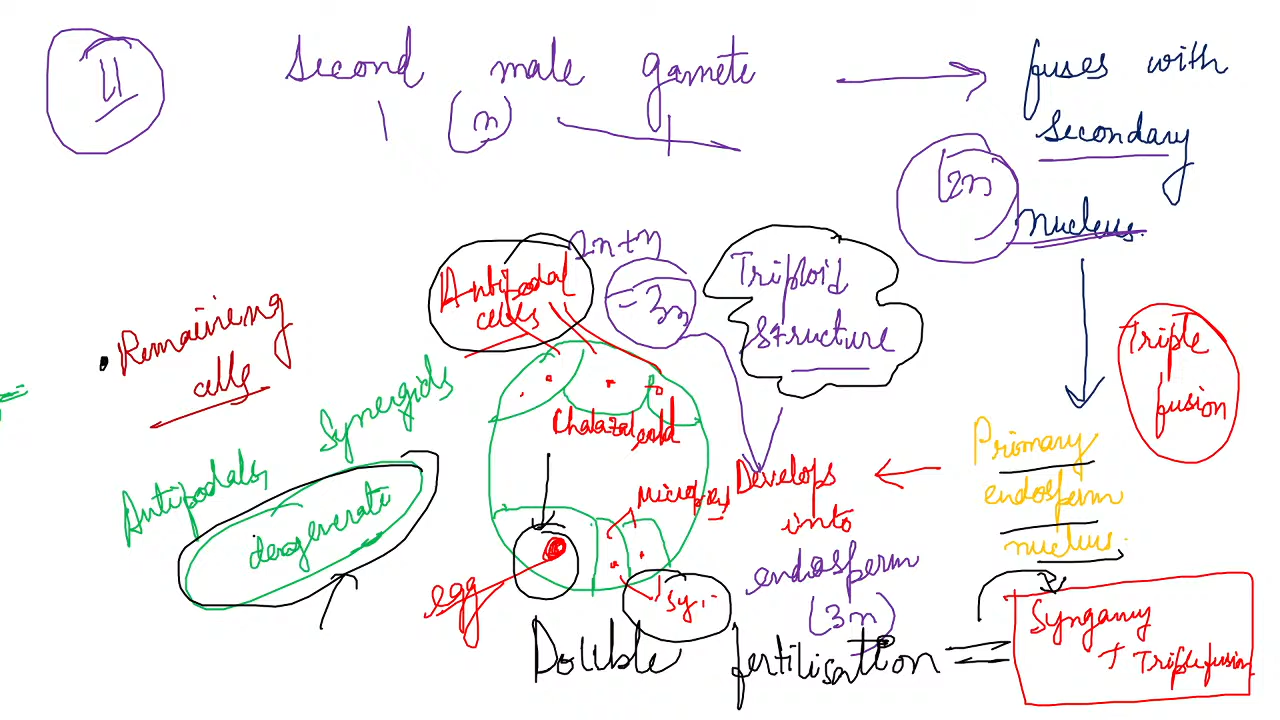 II
Second male gamete → fuses with
(n)
secondary
(2n)
nucleus.
2n+n
= 3n
Triploid
structure
Antipodal
cells
Triple
fusion
• Remaining
cells
Antipodals, Synergids
degenerate
Chalazal end
egg
Sy..
Primary
endosperm
nucleus.
Develops
into
endosperm
(3n)
Double fertilisation =
Syngamy
+ Triple fusion